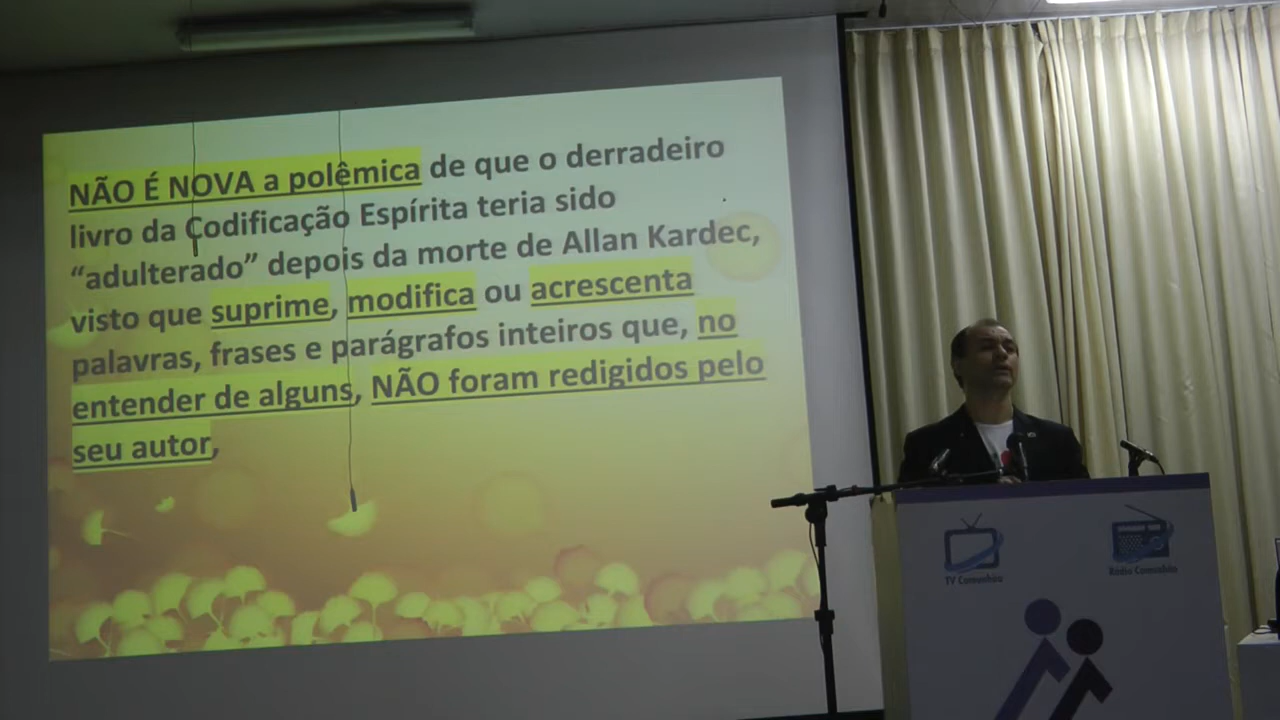 NÃO É NOVA a polêmica de que o derradeiro
livro da Codificação Espírita teria sido
“adulterado” depois da morte de Allan Kardec,
visto que suprime, modifica ou acrescenta
palavras, frases e parágrafos inteiros que, no
entender de alguns, NÃO foram redigidos pelo
seu autor,
TV Comunhão
Rádio Comunhão